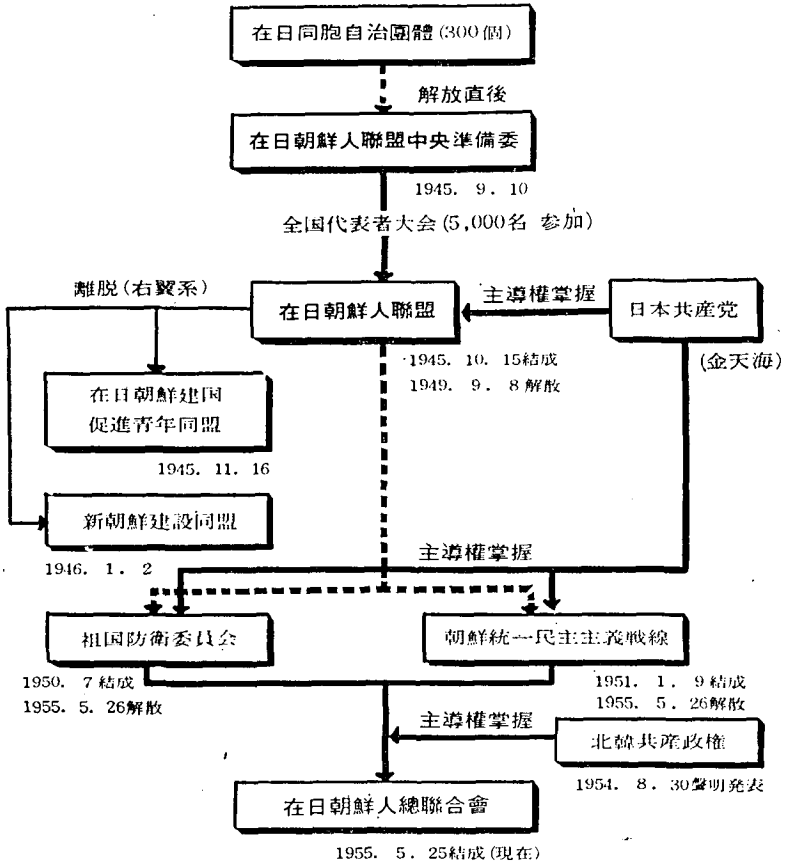 在日同胞自治團體(300個)
解放直後
在日朝鮮人聯盟中央準備委
1945. 9. 10
全国代表者大会(5,000名 参加)
離脱(右翼系)
在日朝鮮人聯盟
主導權掌握
日本共産党
(金天海)
1945. 10. 15結成
1949. 9. 8解散
在日朝鮮建国
促進青年同盟
1945. 11. 16
新朝鮮建設同盟
1946. 1. 2
主導權掌握
祖国防衛委員会
朝鮮統一民主主義戦線
1950. 7結成
1955. 5. 26解散
1951. 1. 9結成
1955. 5. 26解散
主導權掌握
北韓共産政権
1954. 8. 30聲明発表
在日朝鮮人總聯合會
1955. 5. 25結成(現在)